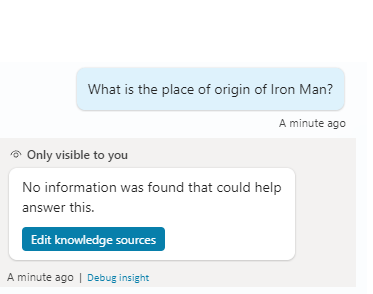 What is the place of origin of Iron Man?
A minute ago
Only visible to you
No information was found that could help
answer this.
Edit knowledge sources
A minute ago | Debug insight